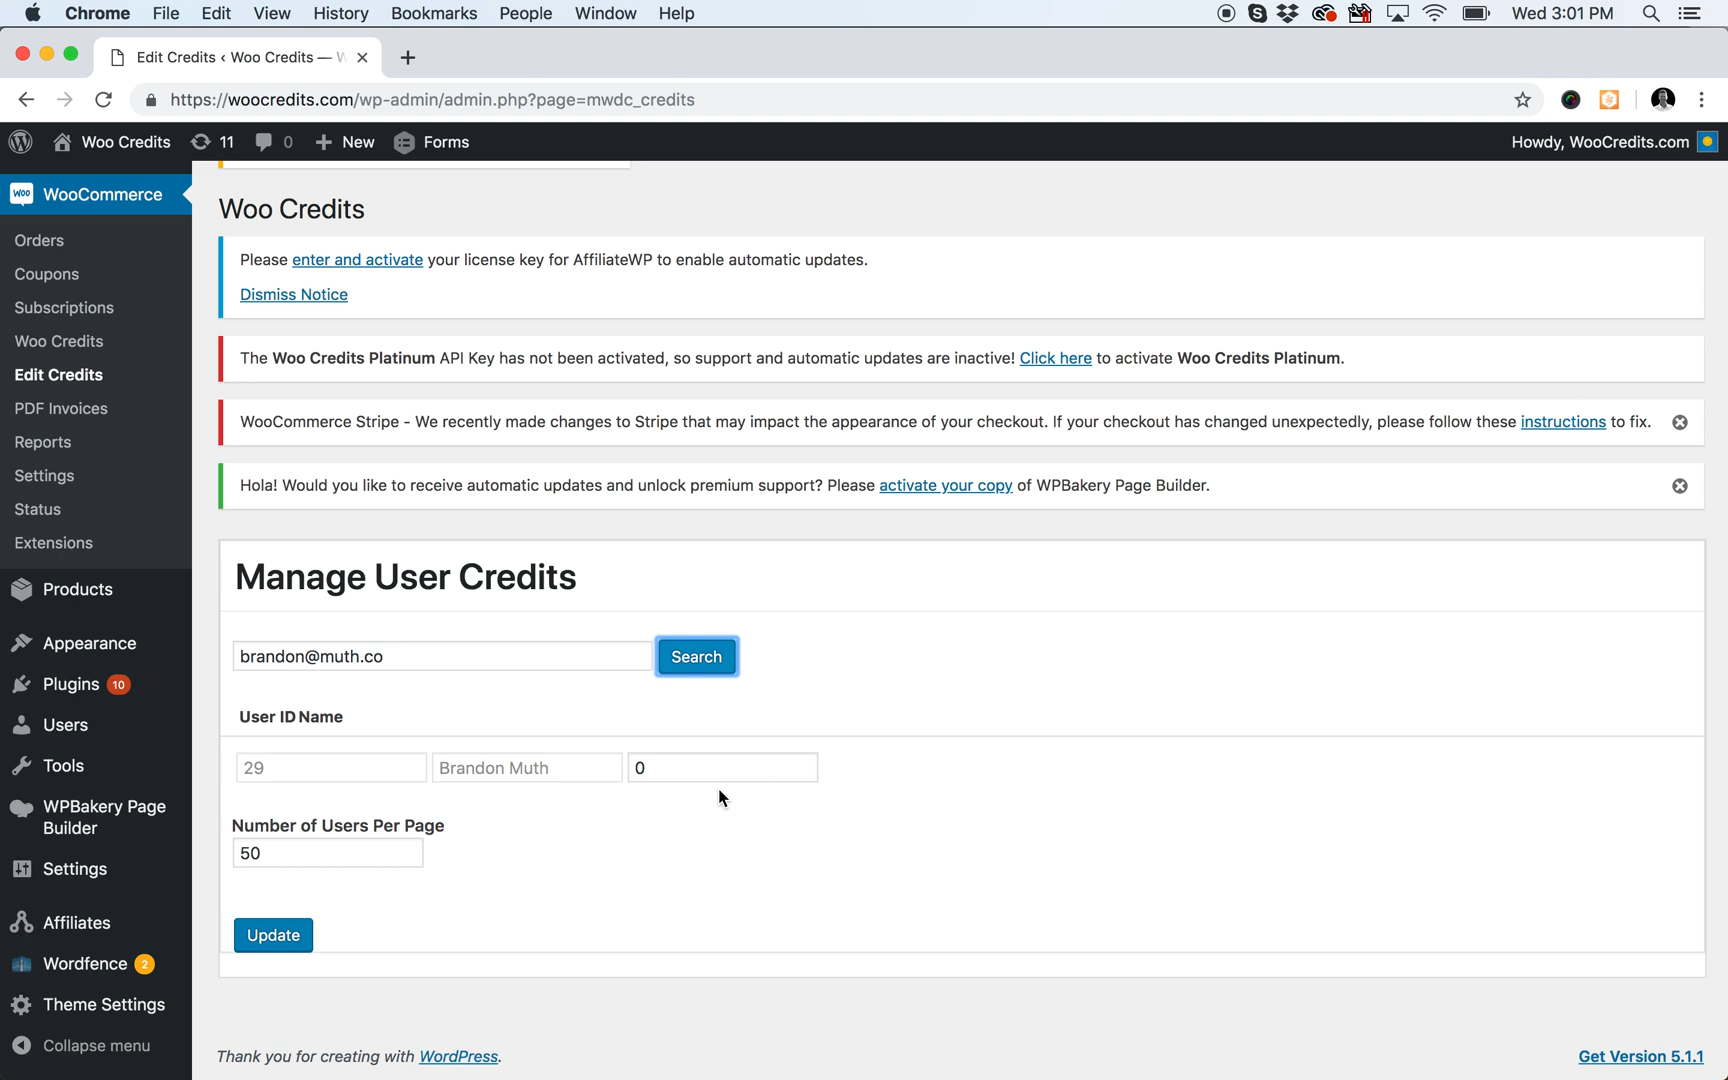 Chrome File Edit View History Bookmarks People Window Help Wed 3:01 PM
Edit Credits ‹ Woo Credits — W
https://woocredits.com/wp-admin/admin.php?page=mwdc_credits
Woo Credits 11 0 New Forms Howdy, WooCredits.com
WOO WooCommerce
Orders
Coupons
Subscriptions
Woo Credits
Edit Credits
PDF Invoices
Reports
Settings
Status
Extensions
Products
Appearance
Plugins 10
Users
Tools
WPBakery Page
Builder
Settings
Affiliates
Wordfence 2
Theme Settings
Collapse menu
Woo Credits
Please enter and activate your license key for AffiliateWP to enable automatic updates.
Dismiss Notice
The Woo Credits Platinum API Key has not been activated, so support and automatic updates are inactive! Click here to activate Woo Credits Platinum.
WooCommerce Stripe - We recently made changes to Stripe that may impact the appearance of your checkout. If your checkout has changed unexpectedly, please follow these instructions to fix.
Hola! Would you like to receive automatic updates and unlock premium support? Please activate your copy of WPBakery Page Builder.
Manage User Credits
brandon@muth.co Search
User ID Name
29 Brandon Muth 0
Number of Users Per Page
50
Update
Thank you for creating with WordPress. Get Version 5.1.1